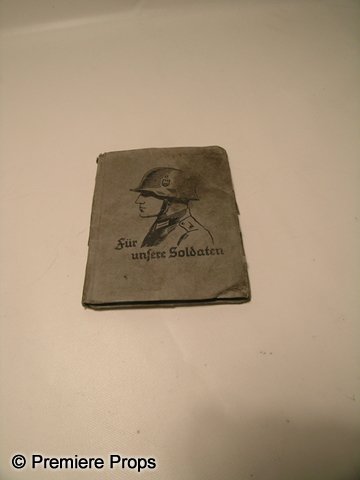 Für
unsere Soldaten
© Premiere Props